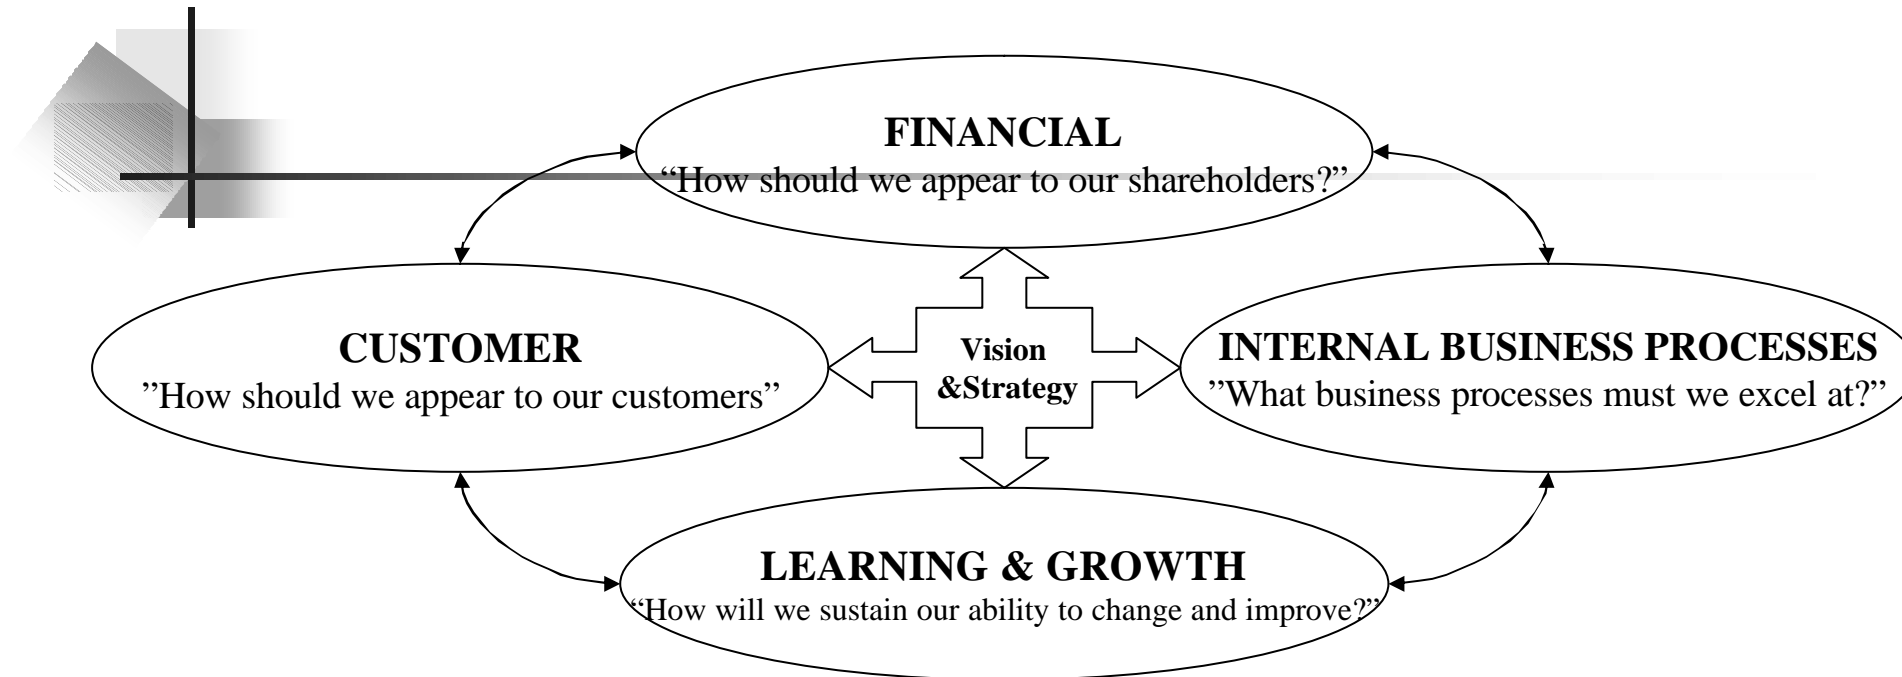 FINANCIAL
“How should we appear to our shareholders?”
CUSTOMER
”How should we appear to our customers”
Vision
&Strategy
INTERNAL BUSINESS PROCESSES
”What business processes must we excel at?”
LEARNING & GROWTH
“How will we sustain our ability to change and improve?”